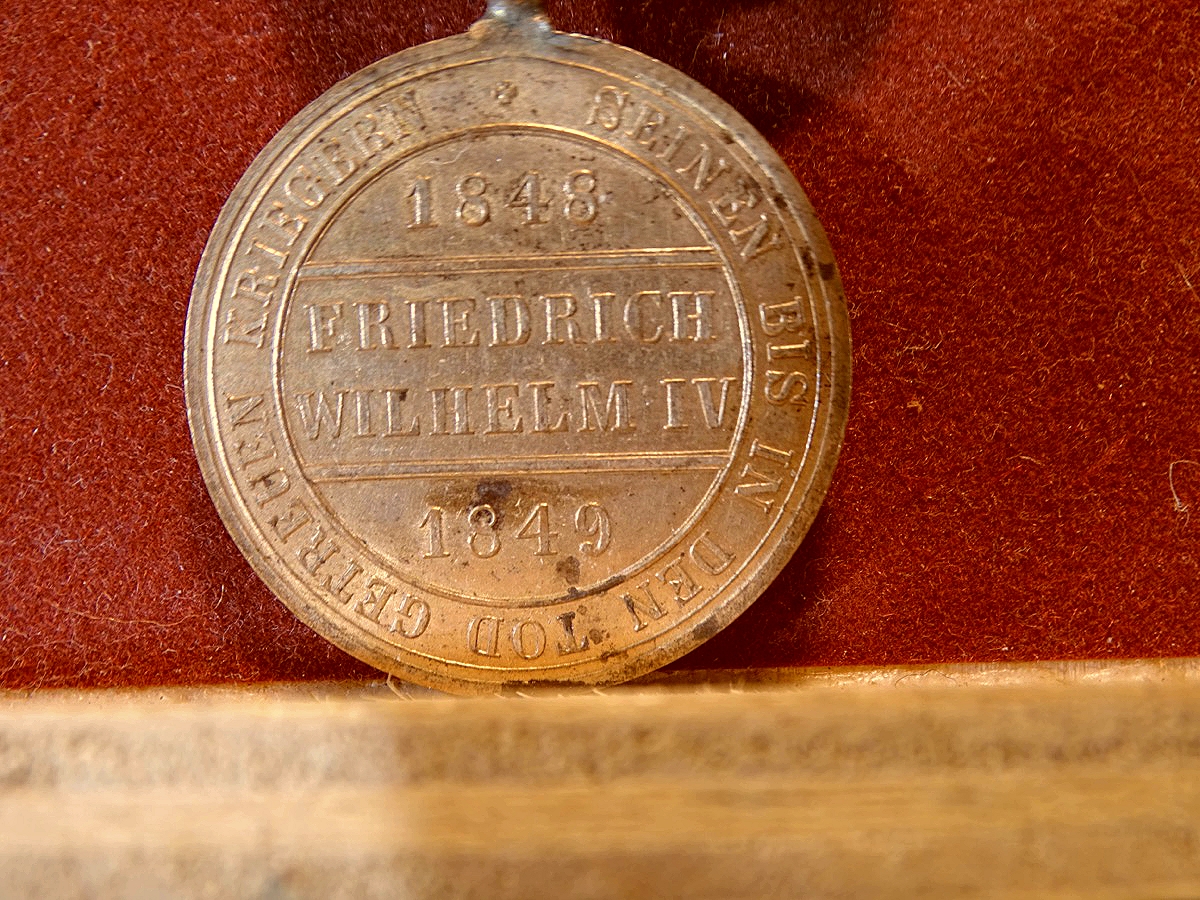 SEINEN BIS IN DEN TOD GETREUEN KRIEGERN
1848
FRIEDRICH
WILHELM IV
1849